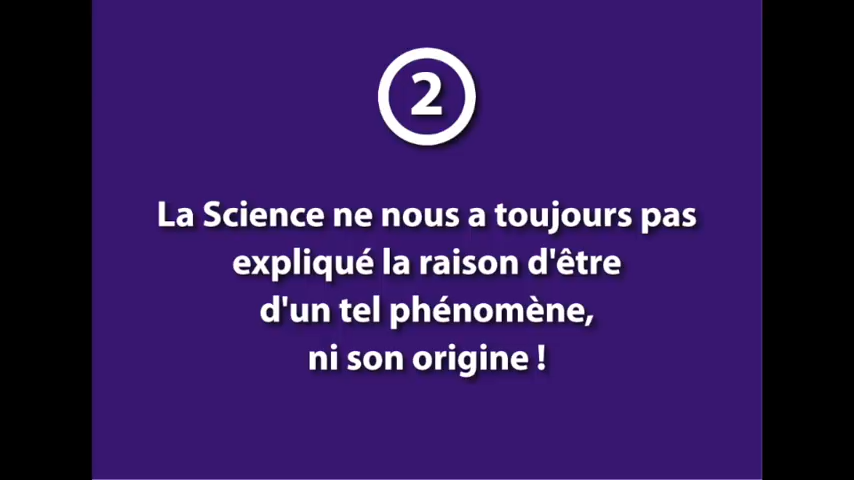 2
La Science ne nous a toujours pas
expliqué la raison d'être
d'un tel phénomène,
ni son origine !